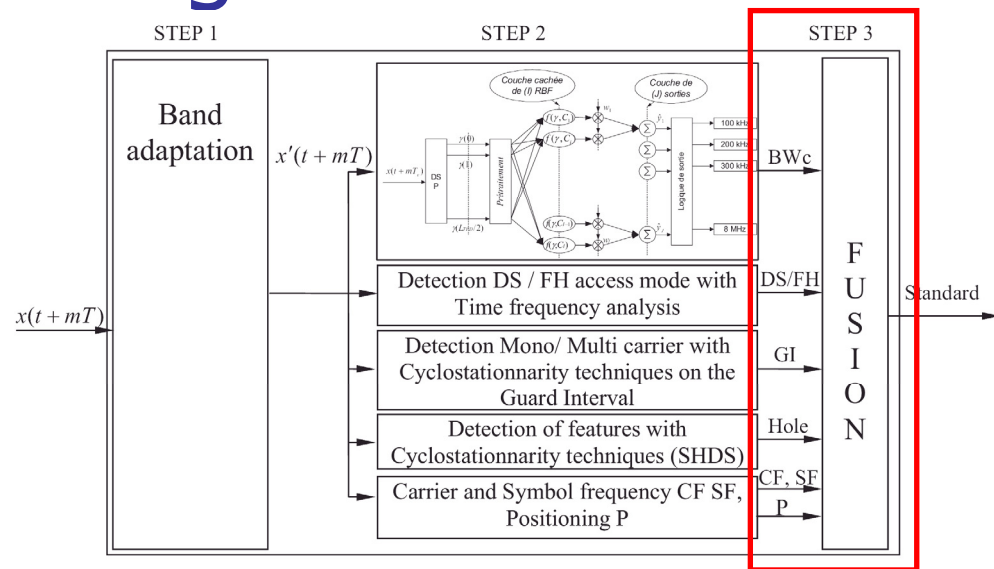 STEP 1
STEP 2
STEP 3
Band
adaptation
x'(t + mT)
x(t + mT)
Couche cachée
de (I) RBF
Couche de
(J) sorties
DS
P
γ(0)
γ(1)
Prétraitement
Logique de sortie
100 kHz
200 kHz
300 kHz
8 MHz
BWc
Detection DS / FH access mode with
Time frequency analysis
DS/FH
Detection Mono/ Multi carrier with
Cyclostationnarity techniques on the
Guard Interval
GI
Detection of features with
Cyclostationnarity techniques (SHDS)
Hole
Carrier and Symbol frequency CF SF,
Positioning P
CF, SF
P
F
U
S
I
O
N
Standard